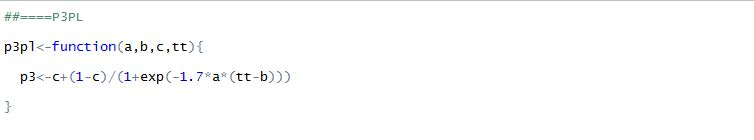 ##====P3PL
p3pl<-function(a,b,c,tt){
  p3<-c+(1-c)/(1+exp(-1.7*a*(tt-b)))
}